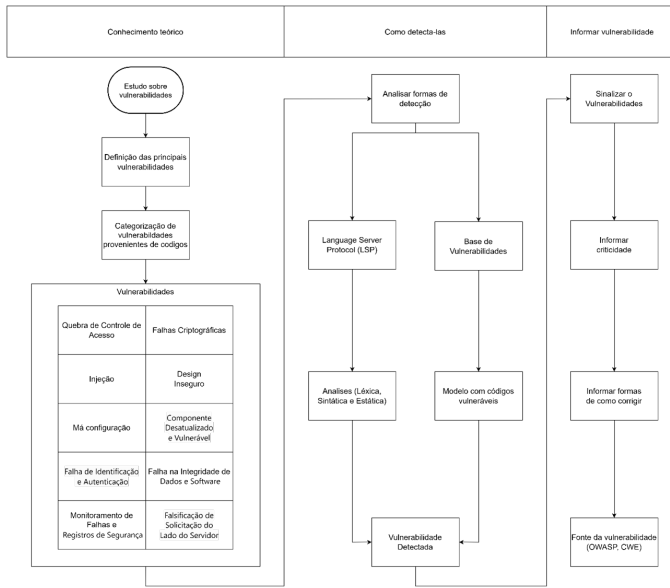 Conhecimento teórico
Como detecta-las
Informar vulnerabilidade
Estudo sobre
vulnerabilidades
Definição das principais
vulnerabilidades
Categorização de
vulnerabilidades
provenientes de codigos
Vulnerabilidades
Quebra de Controle de
Acesso
Falhas Criptográficas
Injeção
Design
Inseguro
Má configuração
Componente
Desatualizado
e Vulnerável
Falha de Identificação
e Autenticação
Falha na Integridade de
Dados e Software
Monitoramento de
Falhas e
Registros de Segurança
Falsificação de
Solicitação do
Lado do Servidor
Analisar formas de
detecção
Language Server
Protocol (LSP)
Base de
Vulnerabilidades
Analises (Léxica,
Sintática e Estática)
Modelo com códigos
vulneráveis
Vulnerabilidade
Detectada
Sinalizar o
Vulnerabilidades
Informar
criticidade
Informar formas
de como corrigir
Fonte da vulnerabilidade
(OWASP, CWE)